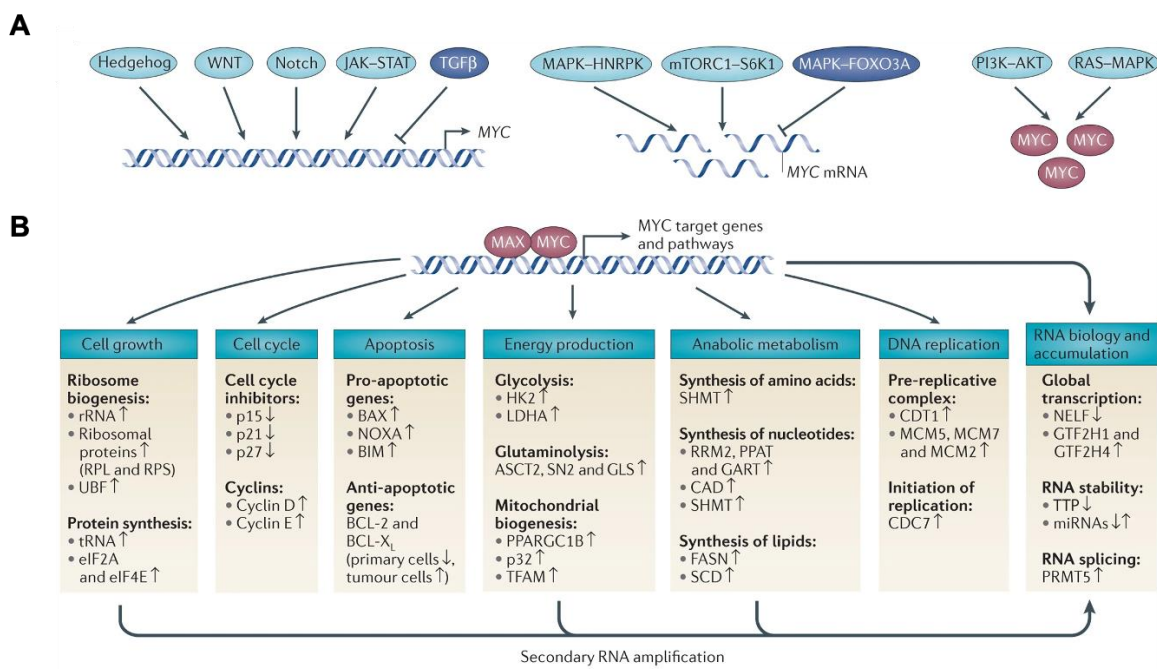 A
Hedgehog
WNT
Notch
JAK–STAT
TGFβ
MYC
MAPK–HNRPK
mTORC1–S6K1
MAPK–FOXO3A
MYC mRNA
PI3K–AKT
RAS–MAPK
MYC
MYC
MYC
B
MAX
MYC
MYC target genes
and pathways
Cell growth
Ribosome
biogenesis:
• rRNA↑
• Ribosomal
proteins↑
(RPL and RPS)
• UBF↑
Protein synthesis:
• tRNA↑
• eIF2A
and eIF4E↑
Cell cycle
Cell cycle
inhibitors:
• p15↓
• p21↓
• p27↓
Cyclins:
• Cyclin D↑
• Cyclin E↑
Apoptosis
Pro-apoptotic
genes:
• BAX↑
• NOXA↑
• BIM↑
Anti-apoptotic
genes:
BCL-2 and
BCL-XL
(primary cells↓,
tumour cells↑)
Energy production
Glycolysis:
• HK2↑
• LDHA↑
Glutaminolysis:
ASCT2, SN2 and GLS↑
Mitochondrial
biogenesis:
• PPARGC1B↑
• p32↑
• TFAM↑
Anabolic metabolism
Synthesis of amino acids:
SHMT↑
Synthesis of nucleotides:
• RRM2, PPAT
and GART↑
• CAD↑
• SHMT↑
Synthesis of lipids:
• FASN↑
• SCD↑
DNA replication
Pre-replicative
complex:
• CDT1↑
• MCM5, MCM7
and MCM2↑
Initiation of
replication:
CDC7↑
RNA biology and
accumulation
Global
transcription:
• NELF↓
• GTF2H1 and
GTF2H4↑
RNA stability:
• TTP↓
• miRNAs↓↑
RNA splicing:
PRMT5↑
Secondary RNA amplification